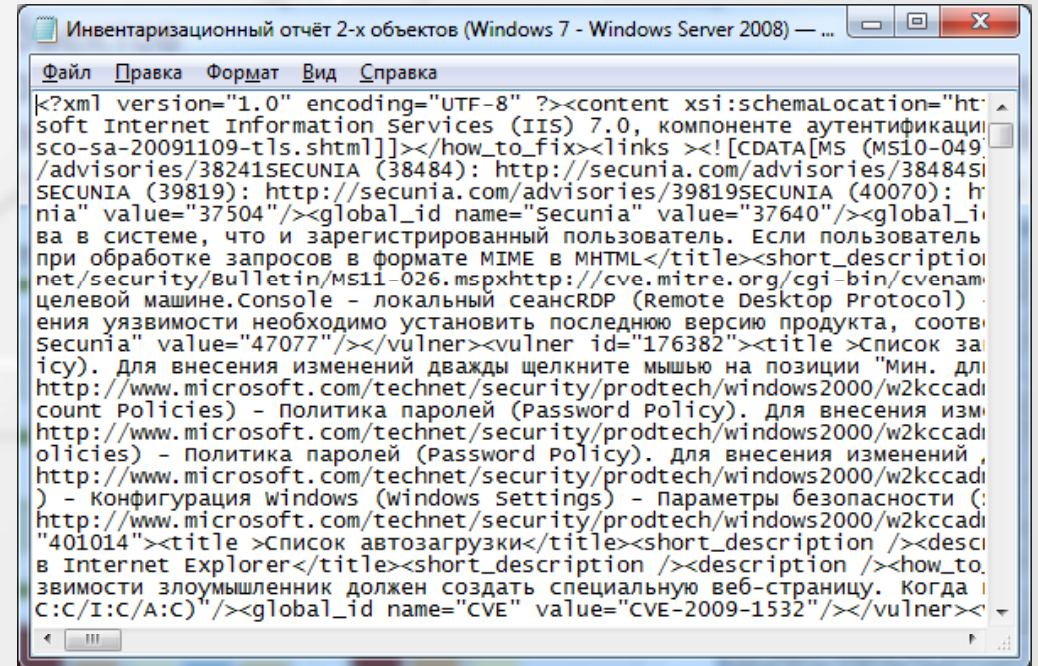 Инвентаризационный отчёт 2-х объектов (Windows 7 - Windows Server 2008) — ...
Файл Правка Формат Вид Справка
<?xml version="1.0" encoding="UTF-8" ?><content xsi:schemaLocation="ht
soft Internet Information Services (IIS) 7.0, компоненте аутентификаци
sco-sa-20091109-tls.shtml]]></how_to_fix><links ><![CDATA[MS (MS10-049)
/advisories/38241SECUNIA (38484): http://secunia.com/advisories/38484S
SECUNIA (39819): http://secunia.com/advisories/39819SECUNIA (40070): h
nia" value="37504"/><global_id name="Secunia" value="37640"/><global_i
ва в системе, что и зарегистрированный пользователь. Если пользователь
при обработке запросов в формате MIME в MHTML</title><short_description
net/security/Bulletin/MS11-026.mspxhttp://cve.mitre.org/cgi-bin/cvenam
целевой машине.Console - локальный сеансRDP (Remote Desktop Protocol) -
ения уязвимости необходимо установить последнюю версию продукта, соотв
Secunia" value="47077"/></vulner><vulner id="176382"><title >Список за
icy). Для внесения изменений дважды щелкните мышью на позиции "Мин. дл
http://www.microsoft.com/technet/security/prodtech/windows2000/w2kccad
count Policies) - Политика паролей (Password Policy). Для внесения изм
http://www.microsoft.com/technet/security/prodtech/windows2000/w2kccad
olicies) - Политика паролей (Password Policy). Для внесения изменений
http://www.microsoft.com/technet/security/prodtech/windows2000/w2kccad
) - Конфигурация Windows (Windows Settings) - Параметры безопасности (
http://www.microsoft.com/technet/security/prodtech/windows2000/w2kccad
"401014"><title >Список автозагрузки</title><short_description /><desc
в Internet Explorer</title><short_description /><description /><how_to_
звимости злоумышленник должен создать специальную веб-страницу. Когда
C:C/I:C/A:C)"/><global_id name="CVE" value="CVE-2009-1532"/></vulner><